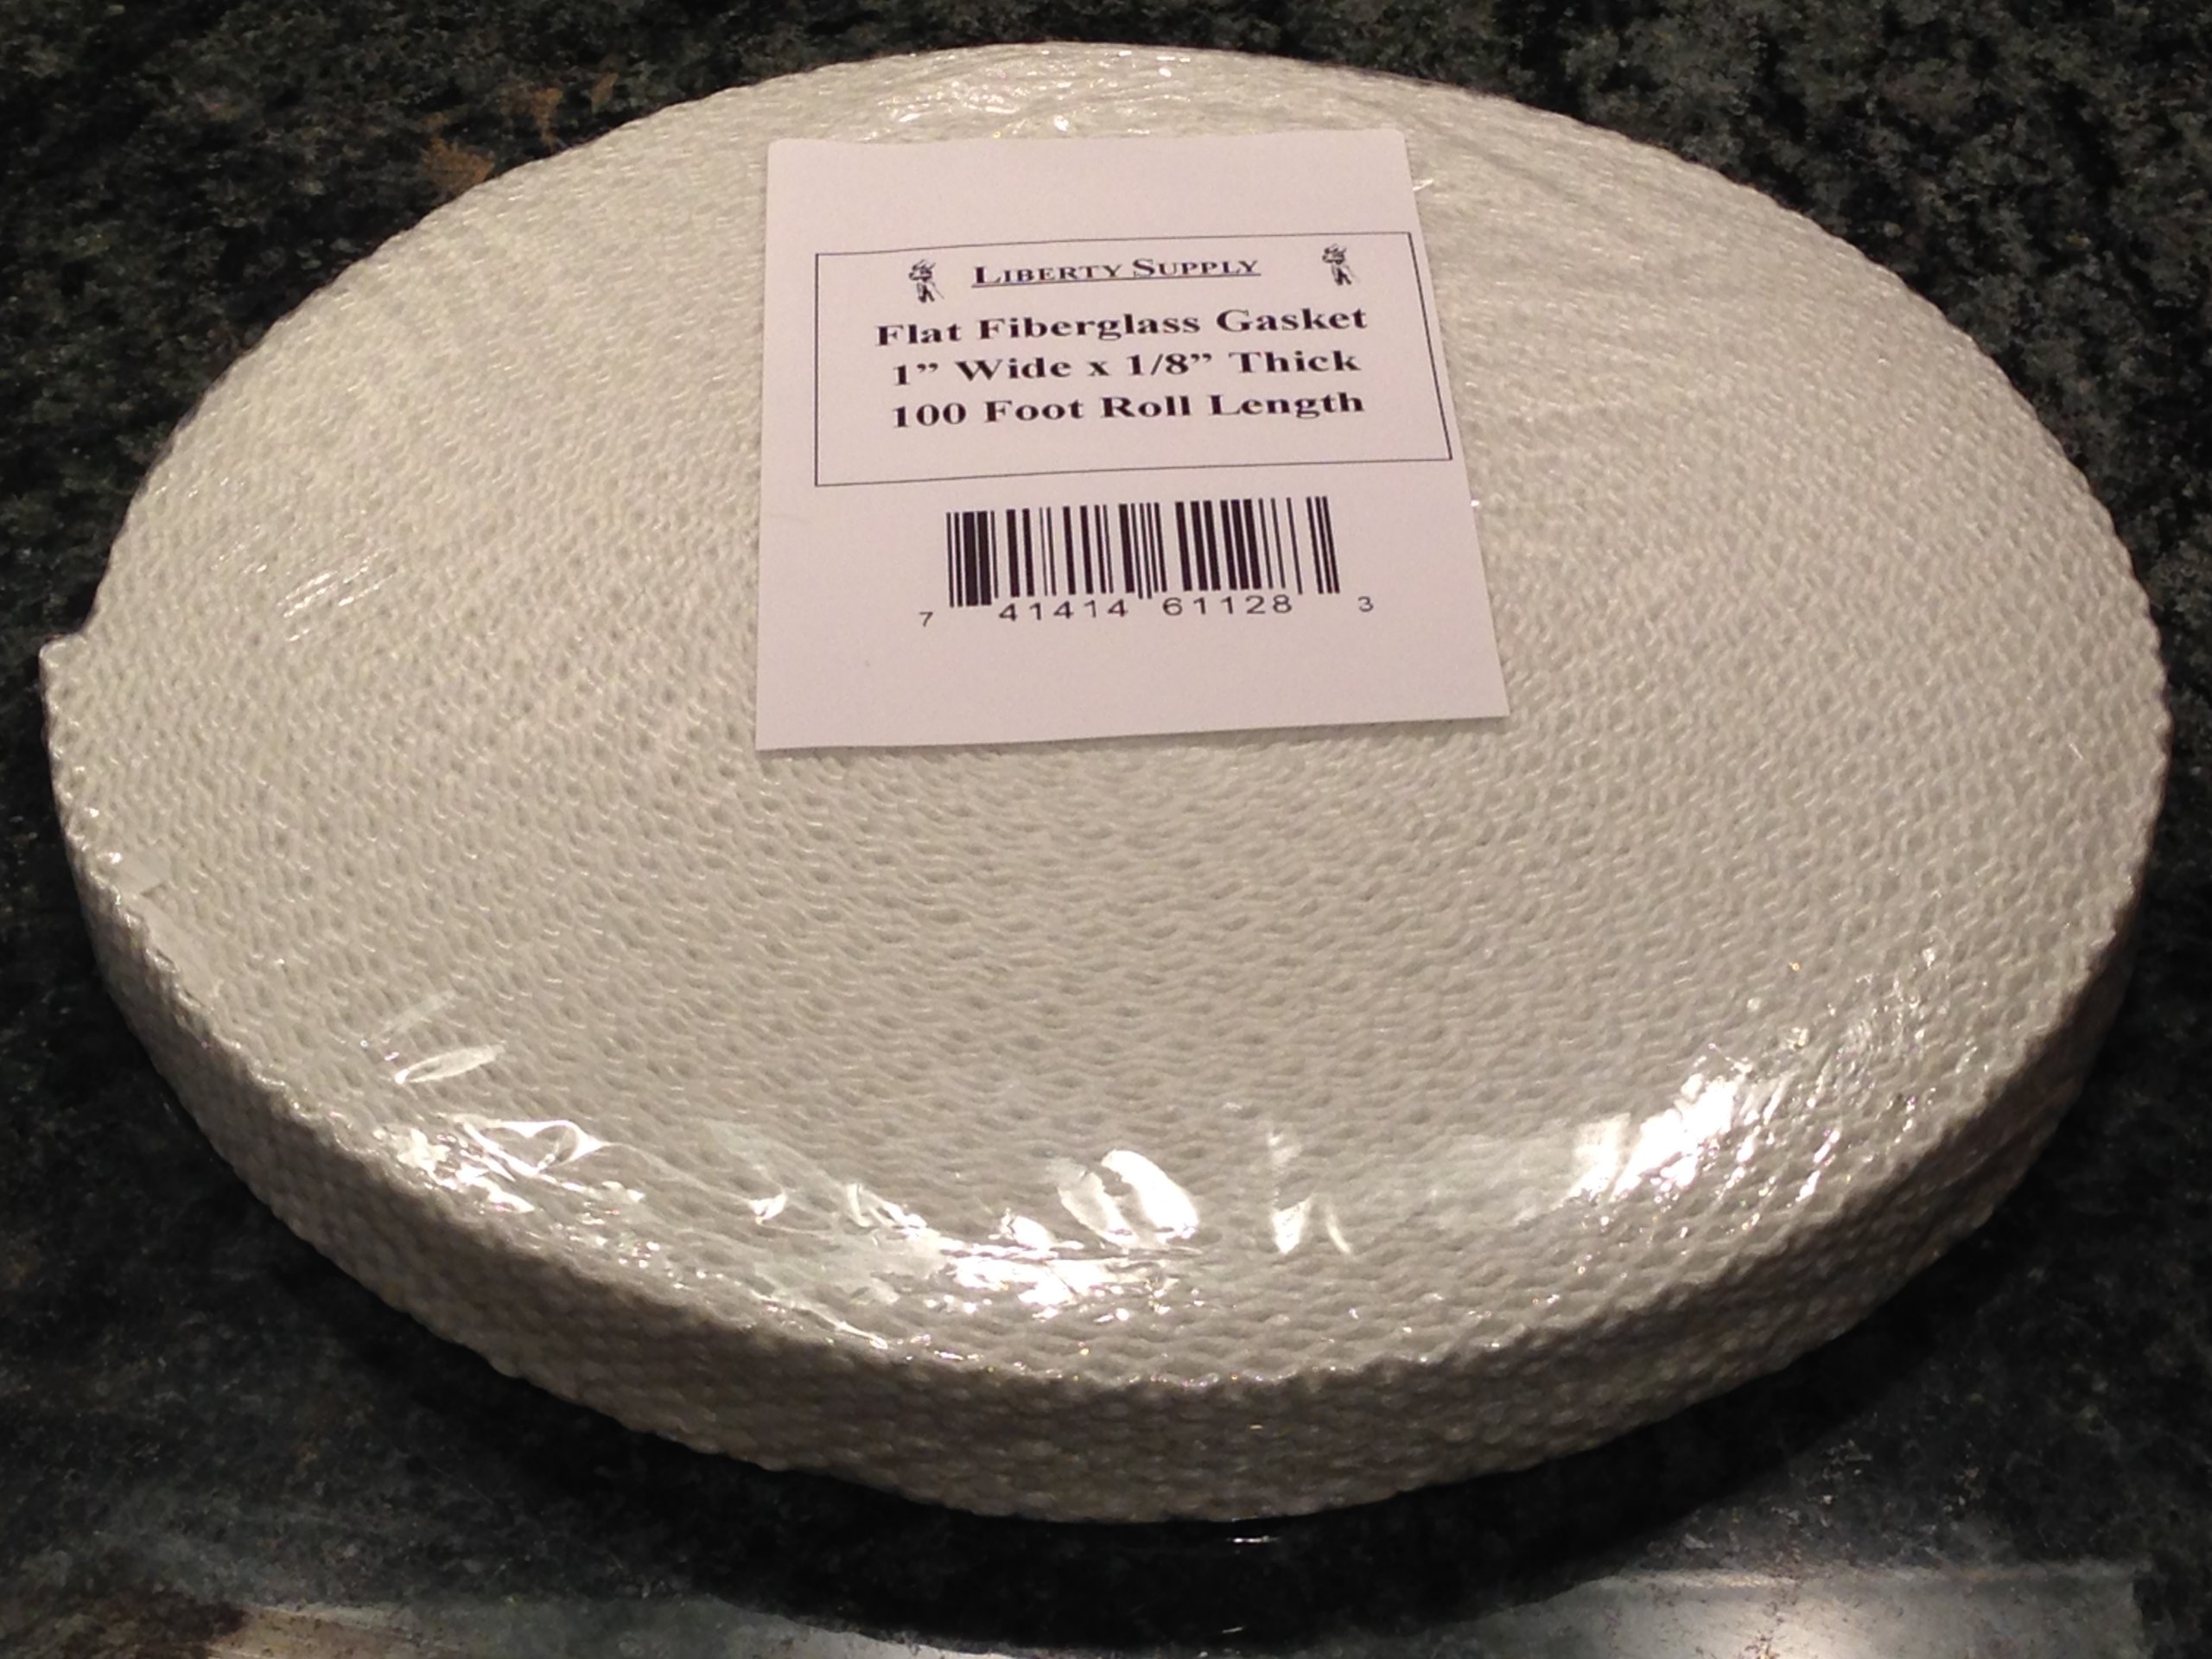 LIBERTY SUPPLY
Flat Fiberglass Gasket
1” Wide x 1/8” Thick
100 Foot Roll Length
7 41414 61128 3